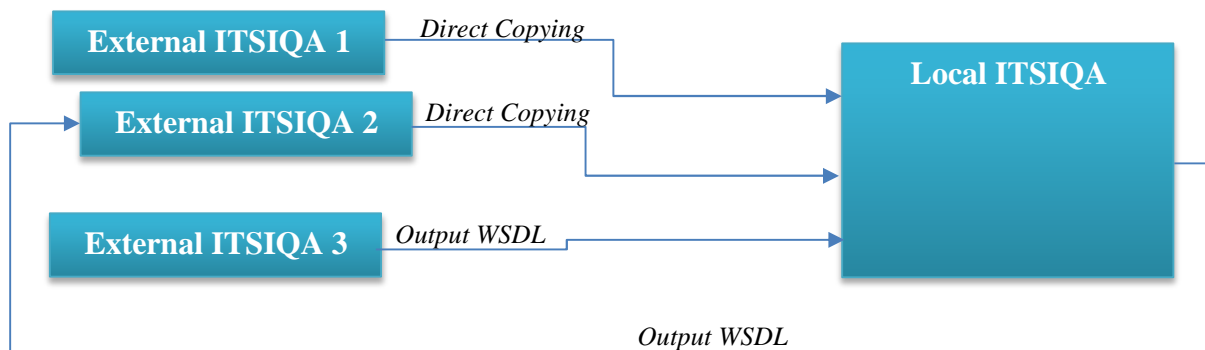 External ITSIQA 1
Direct Copying
Local ITSIQA
External ITSIQA 2
Direct Copying
External ITSIQA 3
Output WSDL
Output WSDL